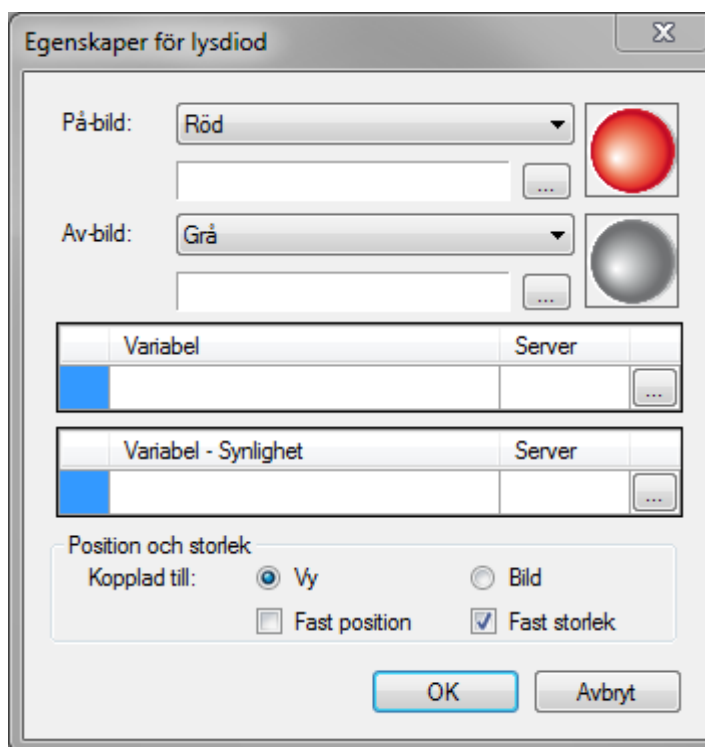 Egenskaper för lysdiod
På-bild: Röd
...
Av-bild: Grå
...
Variabel Server
...
Variabel - Synlighet Server
...
Position och storlek
Kopplad till: Vy Bild
Fast position Fast storlek
OK Avbryt